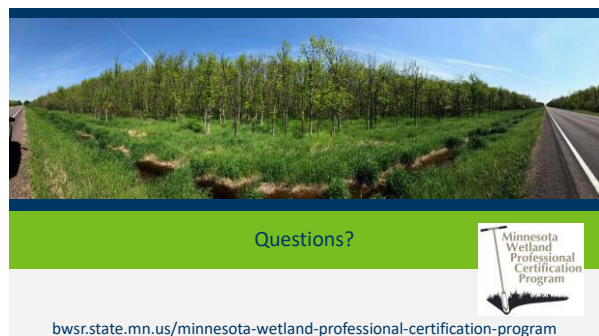 Questions?
Minnesota
Wetland
Professional
Certification
Program
bwsr.state.mn.us/minnesota-wetland-professional-certification-program